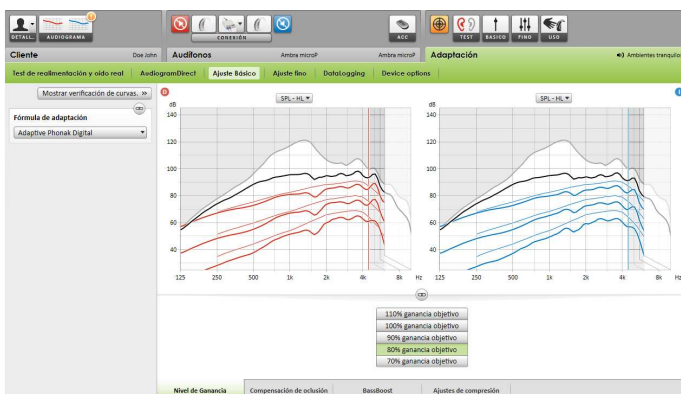 DETALL..
AUDIOGRAMA
CONEXIÓN
ACC
TEST
BASICO
FINO
USO
Cliente
Doe John
Audífonos
Ambra microP
Ambra microP
Adaptación
Ambientes tranquilos
Test de realimentación y oído real
AudiogramDirect
Ajuste Básico
Ajuste fino
DataLogging
Device options
Mostrar verificación de curvas. »
Fórmula de adaptación
Adaptive Phonak Digital
D
SPL - HL
SPL - HL
dB
140
120
100
80
60
40
125 250 500 1k 2k 4k 8k Hz
dB
140
120
100
80
60
40
125 250 500 1k 2k 4k 8k Hz
110% ganancia objetivo
100% ganancia objetivo
90% ganancia objetivo
80% ganancia objetivo
70% ganancia objetivo
Nivel de Ganancia
Compensación de oclusión
BassBoost
Ajustes de compresión